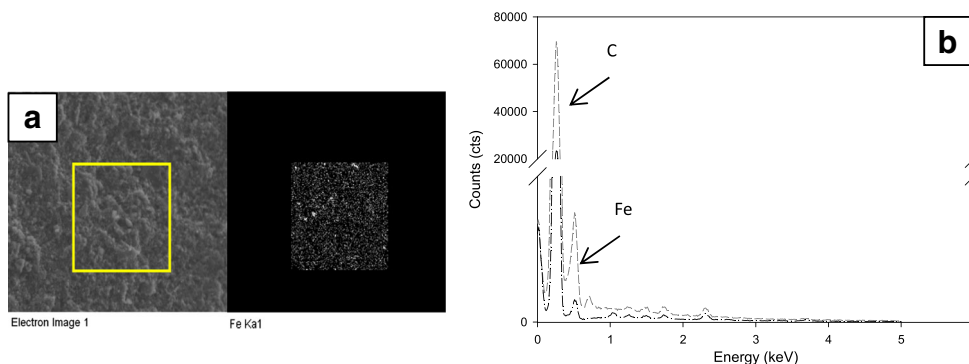 a
Electron Image 1
Fe Ka1
b
80000
60000
40000
20000
0
Counts (cts)
C
Fe
0 1 2 3 4 5
Energy (keV)